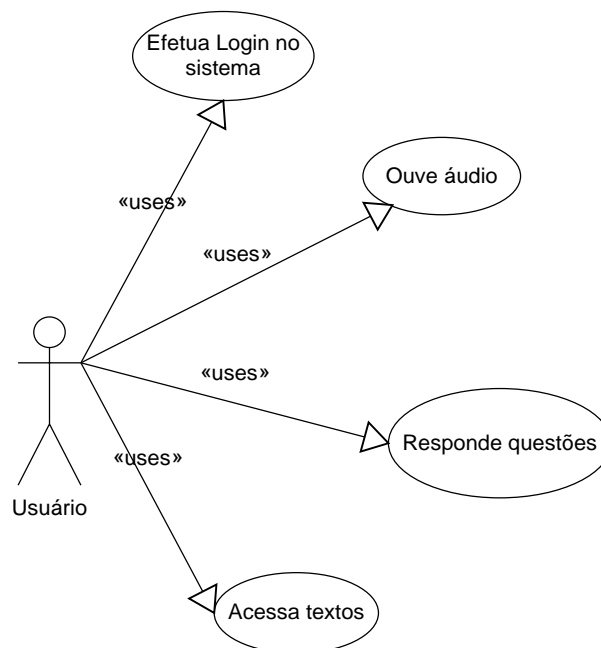 Efetua Login no
sistema
Ouve áudio
«uses»
«uses»
«uses»
Responde questões
«uses»
Usuário
Acessa textos